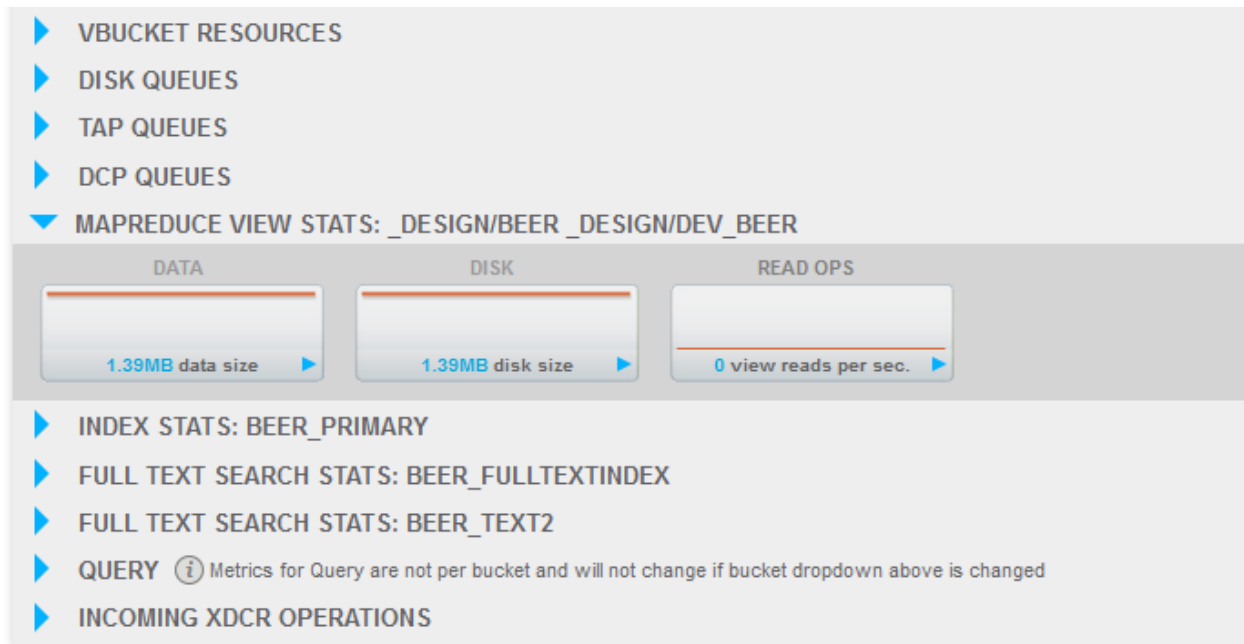 VBUCKET RESOURCES
DISK QUEUES
TAP QUEUES
DCP QUEUES
MAPREDUCE VIEW STATS: _DESIGN/BEER _DESIGN/DEV_BEER
DATA DISK READ OPS
1.39MB data size 1.39MB disk size 0 view reads per sec.
INDEX STATS: BEER_PRIMARY
FULL TEXT SEARCH STATS: BEER_FULLTEXTINDEX
FULL TEXT SEARCH STATS: BEER_TEXT2
QUERY i Metrics for Query are not per bucket and will not change if bucket dropdown above is changed
INCOMING XDCR OPERATIONS